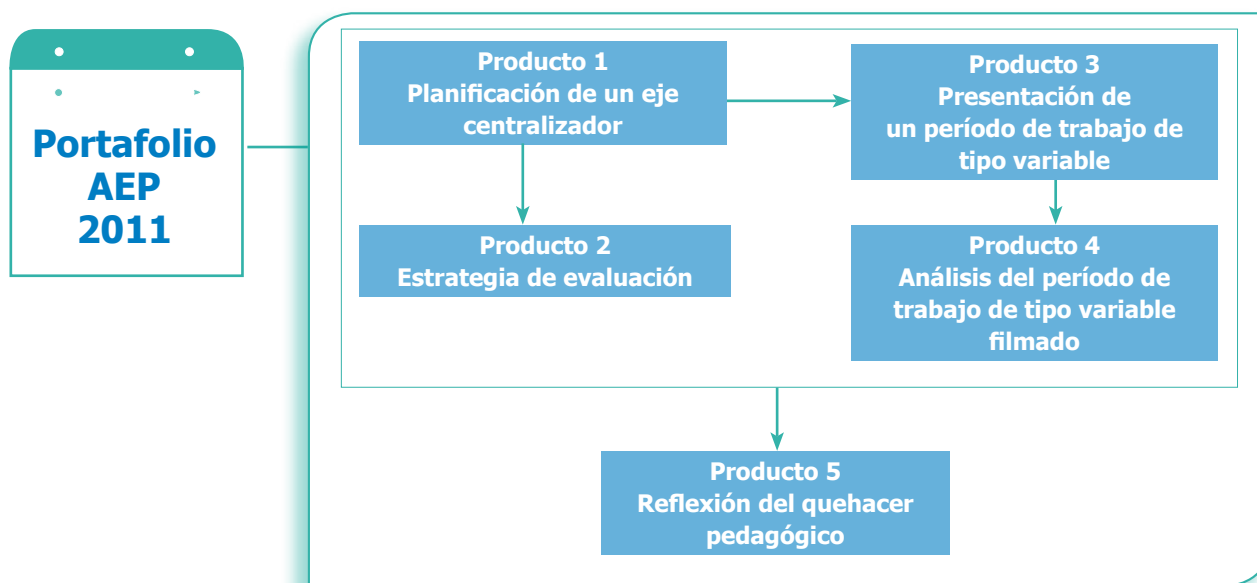 Portafolio
AEP
2011
Producto 1
Planificación de un eje
centralizador
Producto 2
Estrategia de evaluación
Producto 3
Presentación de
un período de trabajo de
tipo variable
Producto 4
Análisis del período de
trabajo de tipo variable
filmado
Producto 5
Reflexión del quehacer
pedagógico